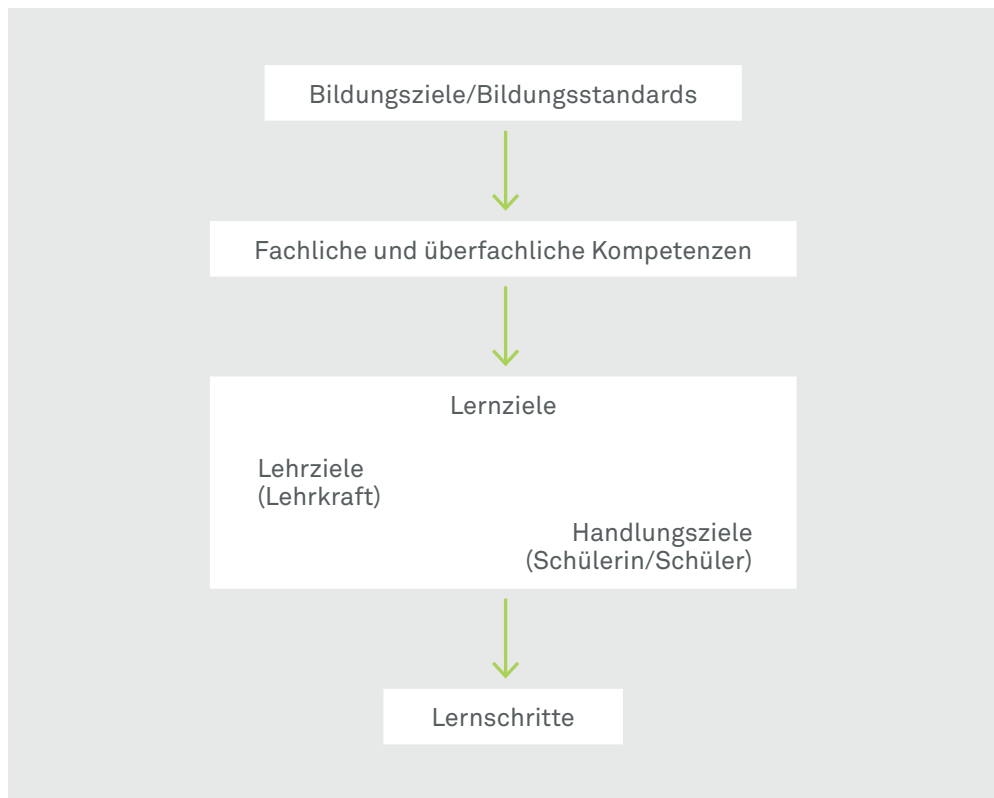 Bildungsziele/Bildungsstandards
Fachliche und überfachliche Kompetenzen
Lernziele
Lehrziele
(Lehrkraft)
Handlungsziele
(Schülerin/Schüler)
Lernschritte